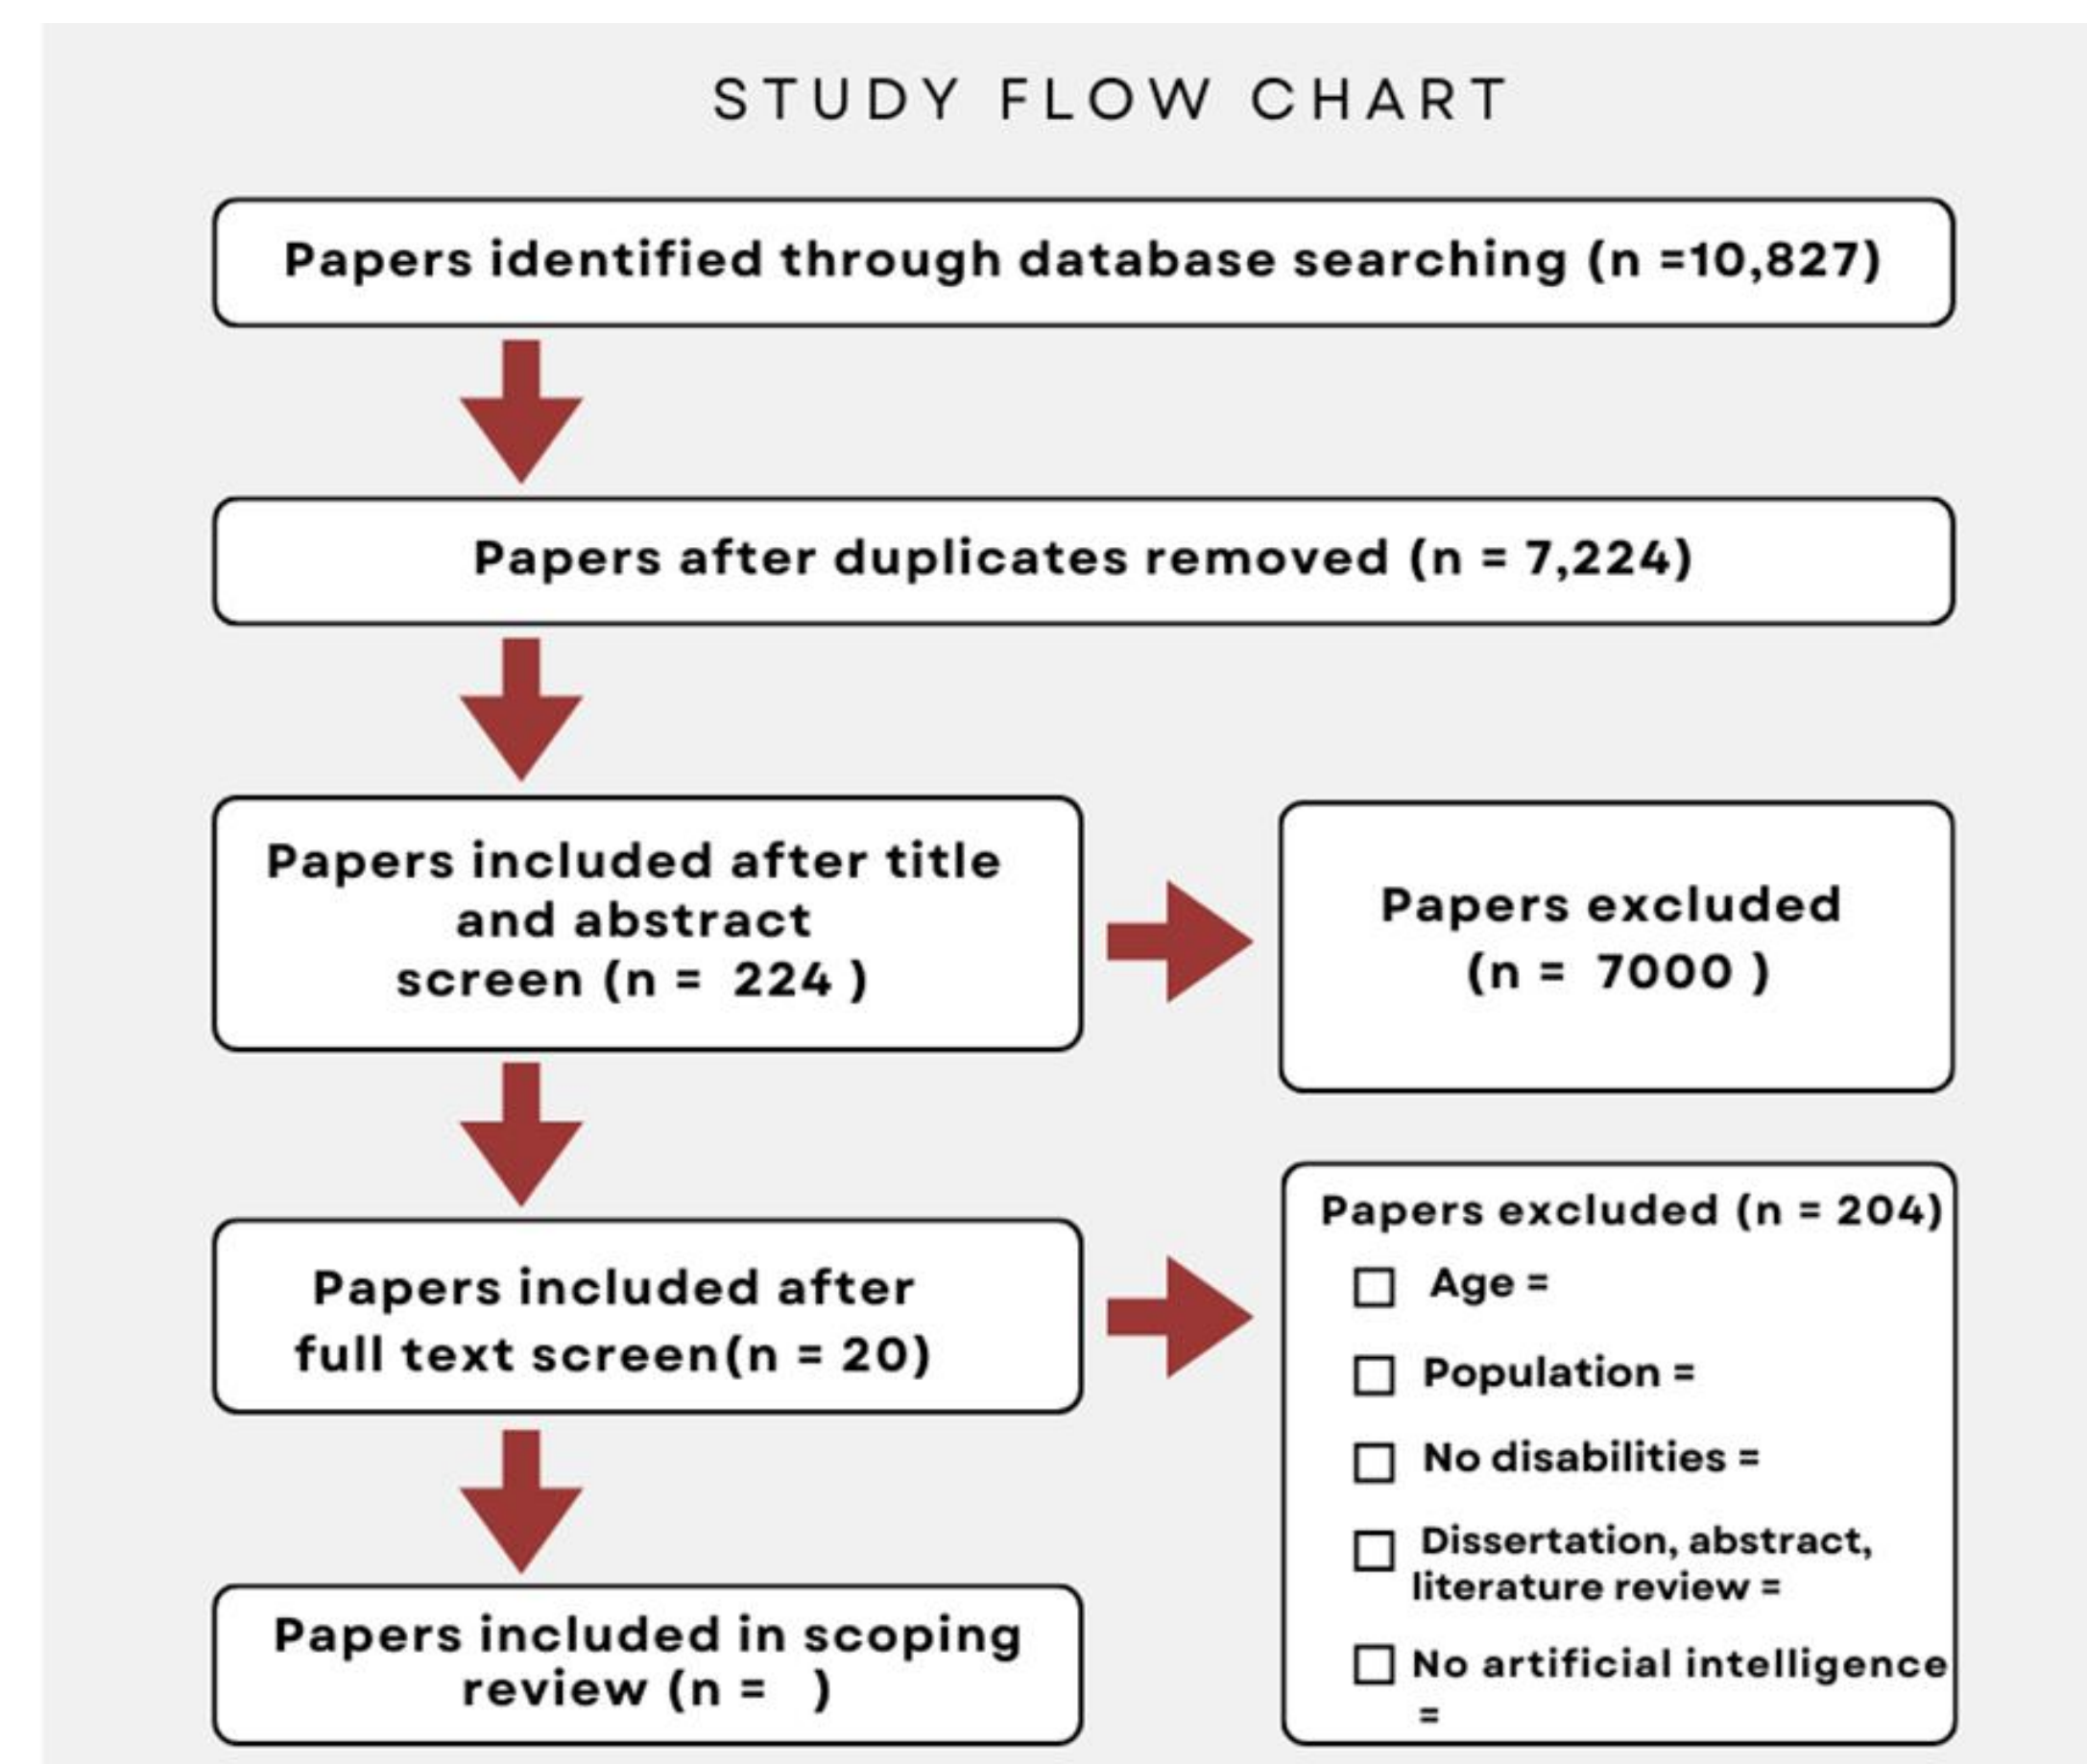 STUDY FLOW CHART
Papers identified through database searching (n =10,827)
Papers after duplicates removed (n = 7,224)
Papers included after title
and abstract
screen (n = 224 )
Papers excluded
(n = 7000 )
Papers included after
full text screen(n = 20)
Papers excluded (n = 204)
Age =
Population =
No disabilities =
Dissertation, abstract,
literature review =
No artificial intelligence
=
Papers included in scoping
review (n = )